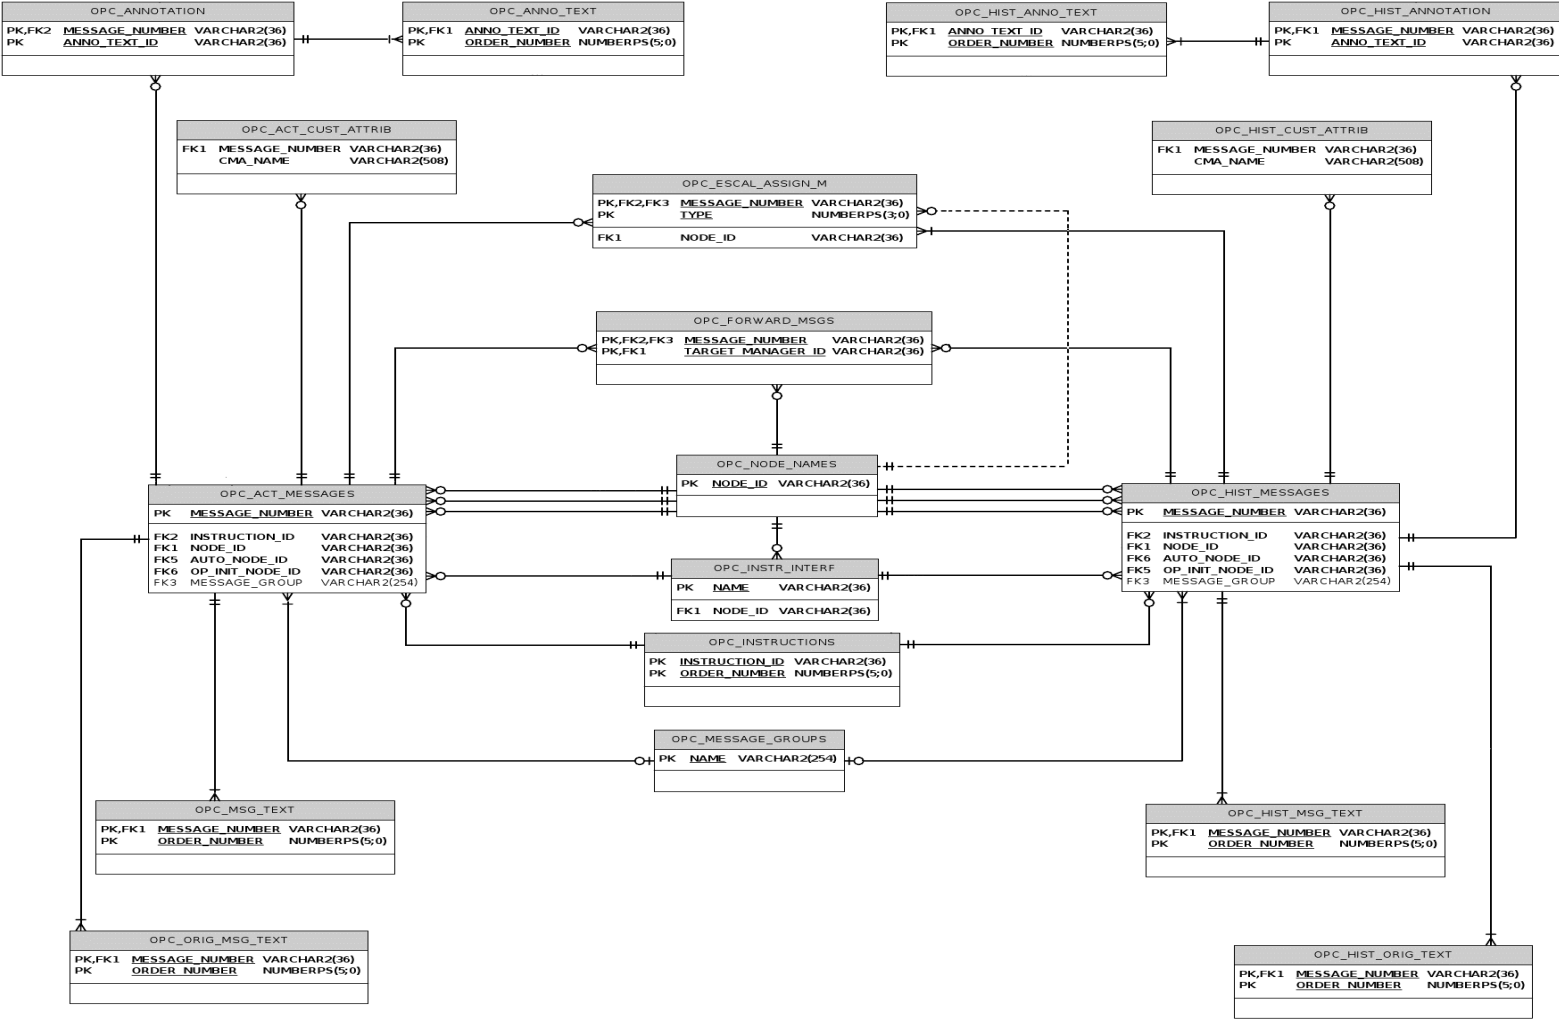 OPC_ANNOTATION
PK,FK2 MESSAGE_NUMBER VARCHAR2(36)
PK ANNO_TEXT_ID VARCHAR2(36)
OPC_ANNO_TEXT
PK,FK1 ANNO_TEXT_ID VARCHAR2(36)
PK ORDER_NUMBER NUMBERPS(5;0)
OPC_HIST_ANNO_TEXT
PK,FK1 ANNO_TEXT_ID VARCHAR2(36)
PK ORDER_NUMBER NUMBERPS(5;0)
OPC_HIST_ANNOTATION
PK,FK1 MESSAGE_NUMBER VARCHAR2(36)
PK ANNO_TEXT_ID VARCHAR2(36)
OPC_ACT_CUST_ATTRIB
FK1 MESSAGE_NUMBER VARCHAR2(36)
CMA_NAME VARCHAR2(508)
OPC_HIST_CUST_ATTRIB
FK1 MESSAGE_NUMBER VARCHAR2(36)
CMA_NAME VARCHAR2(508)
OPC_ESCAL_ASSIGN_M
PK,FK2,FK3 MESSAGE_NUMBER VARCHAR2(36)
PK TYPE NUMBERPS(3;0)
FK1 NODE_ID VARCHAR2(36)
OPC_FORWARD_MSGS
PK,FK2,FK3 MESSAGE_NUMBER VARCHAR2(36)
PK,FK1 TARGET_MANAGER_ID VARCHAR2(36)
OPC_NODE_NAMES
PK NODE_ID VARCHAR2(36)
OPC_ACT_MESSAGES
PK MESSAGE_NUMBER VARCHAR2(36)
FK2 INSTRUCTION_ID VARCHAR2(36)
FK1 NODE_ID VARCHAR2(36)
FK5 AUTO_NODE_ID VARCHAR2(36)
FK6 OP_INIT_NODE_ID VARCHAR2(36)
FK3 MESSAGE_GROUP VARCHAR2(254)
OPC_HIST_MESSAGES
PK MESSAGE_NUMBER VARCHAR2(36)
FK2 INSTRUCTION_ID VARCHAR2(36)
FK1 NODE_ID VARCHAR2(36)
FK6 AUTO_NODE_ID VARCHAR2(36)
FK5 OP_INIT_NODE_ID VARCHAR2(36)
FK3 MESSAGE_GROUP VARCHAR2(254)
OPC_INSTR_INTERF
PK NAME VARCHAR2(36)
FK1 NODE_ID VARCHAR2(36)
OPC_INSTRUCTIONS
PK INSTRUCTION_ID VARCHAR2(36)
PK ORDER_NUMBER NUMBERPS(5;0)
OPC_MESSAGE_GROUPS
PK NAME VARCHAR2(254)
OPC_MSG_TEXT
PK,FK1 MESSAGE_NUMBER VARCHAR2(36)
PK ORDER_NUMBER NUMBERPS(5;0)
OPC_HIST_MSG_TEXT
PK,FK1 MESSAGE_NUMBER VARCHAR2(36)
PK ORDER_NUMBER NUMBERPS(5;0)
OPC_ORIG_MSG_TEXT
PK,FK1 MESSAGE_NUMBER VARCHAR2(36)
PK ORDER_NUMBER NUMBERPS(5;0)
OPC_HIST_ORIG_TEXT
PK,FK1 MESSAGE_NUMBER VARCHAR2(36)
PK ORDER_NUMBER NUMBERPS(5;0)